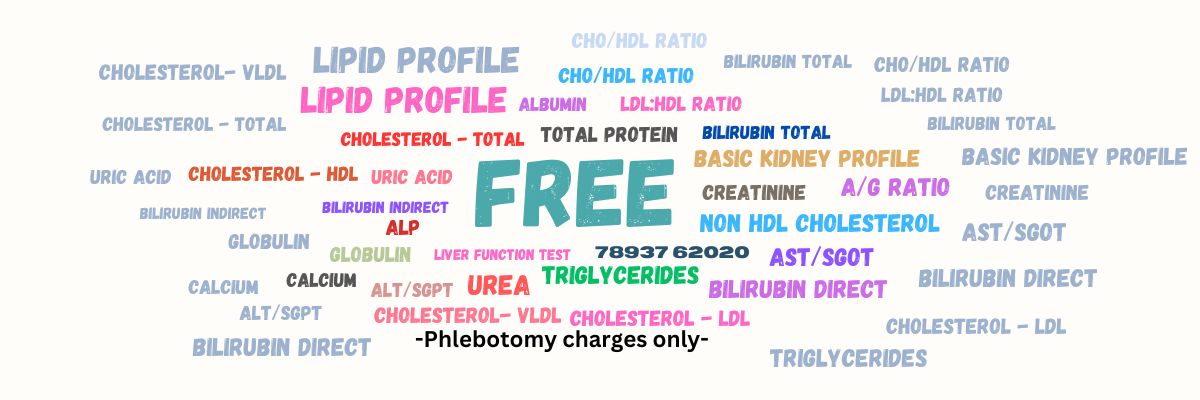 CHO/HDL RATIO
LIPID PROFILE
BILIRUBIN TOTAL
CHO/HDL RATIO
CHOLESTEROL- VLDL
CHO/HDL RATIO
LIPID PROFILE
ALBUMIN
LDL:HDL RATIO
LDL:HDL RATIO
CHOLESTEROL - TOTAL
BILIRUBIN TOTAL
CHOLESTEROL - TOTAL
TOTAL PROTEIN
BILIRUBIN TOTAL
BASIC KIDNEY PROFILE
BASIC KIDNEY PROFILE
URIC ACID
CHOLESTEROL - HDL
URIC ACID
FREE
CREATININE
A/G RATIO
CREATININE
BILIRUBIN INDIRECT
BILIRUBIN INDIRECT
ALP
NON HDL CHOLESTEROL
AST/SGOT
GLOBULIN
GLOBULIN
LIVER FUNCTION TEST
78937 62020
AST/SGOT
CALCIUM
CALCIUM
ALT/SGPT
UREA
TRIGLYCERIDES
BILIRUBIN DIRECT
BILIRUBIN DIRECT
ALT/SGPT
CHOLESTEROL- VLDL
CHOLESTEROL - LDL
CHOLESTEROL - LDL
BILIRUBIN DIRECT
-Phlebotomy charges only-
TRIGLYCERIDES